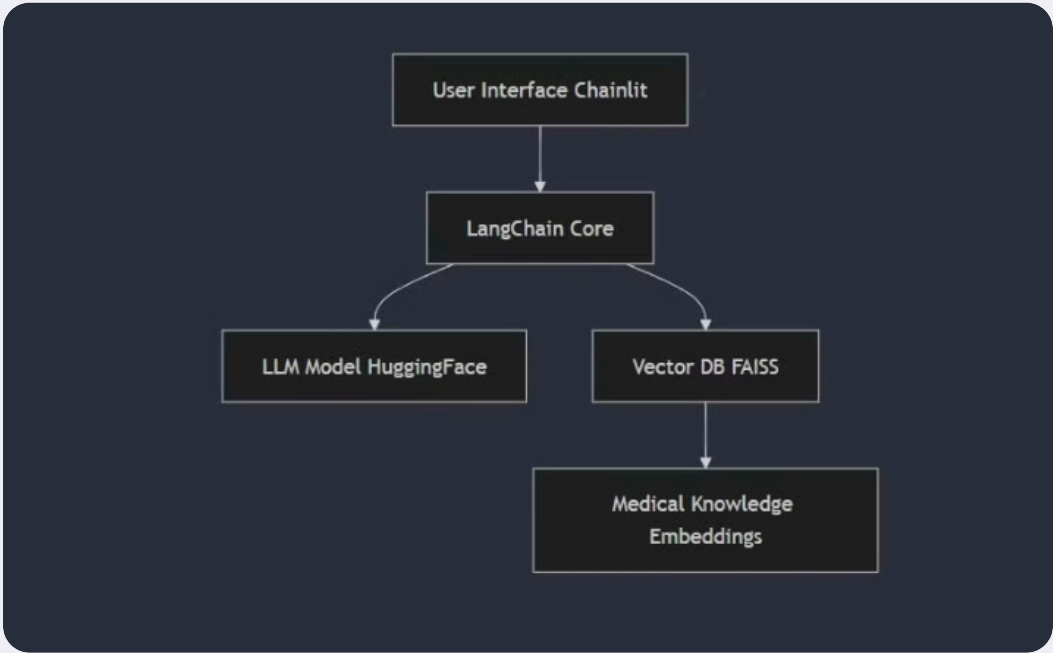 User Interface Chainlit
LangChain Core
LLM Model HuggingFace
Vector DB FAISS
Medical Knowledge
Embeddings